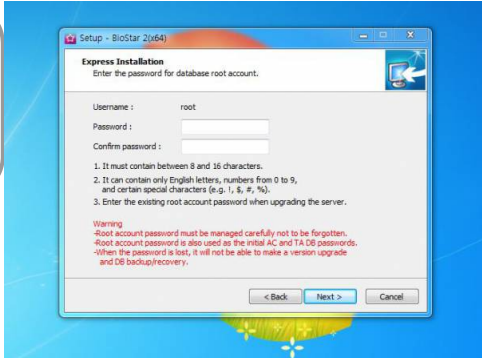 Setup - BioStar 2(x64)
Express Installation
Enter the password for database root account.
Username :
root
Password :
Confirm password :
1. It must contain between 8 and 16 characters.
2. It can contain only English letters, numbers from 0 to 9,
and certain special characters (e.g. !, $, #, %).
3. Enter the existing root account password when upgrading the server.
Warning
-Root account password must be managed carefully not to be forgotten.
-Root account password is also used as the initial AC and TA DB passwords.
-When the password is lost, it will not be able to make a version upgrade
and DB backup/recovery.
< Back
Next >
Cancel